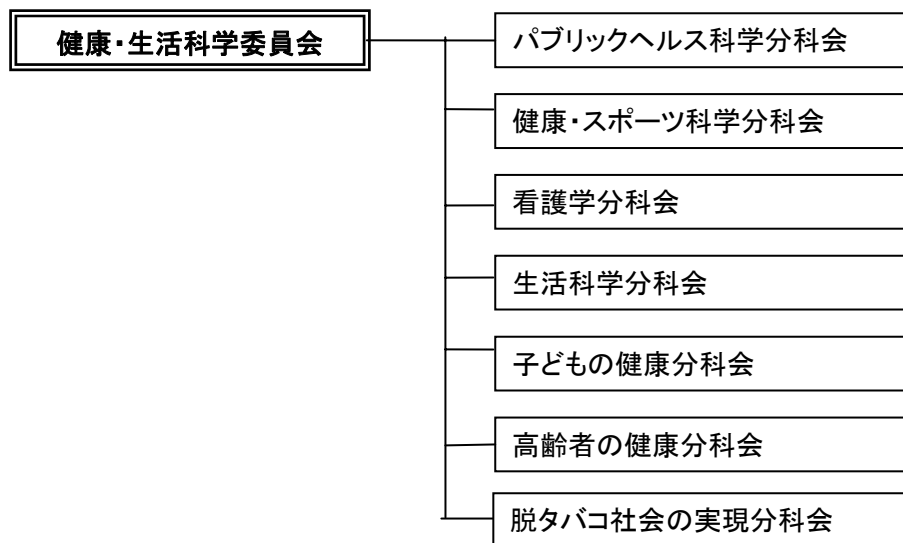 健康・生活科学委員会
パブリックヘルス科学分科会
健康・スポーツ科学分科会
看護学分科会
生活科学分科会
子どもの健康分科会
高齢者の健康分科会
脱タバコ社会の実現分科会